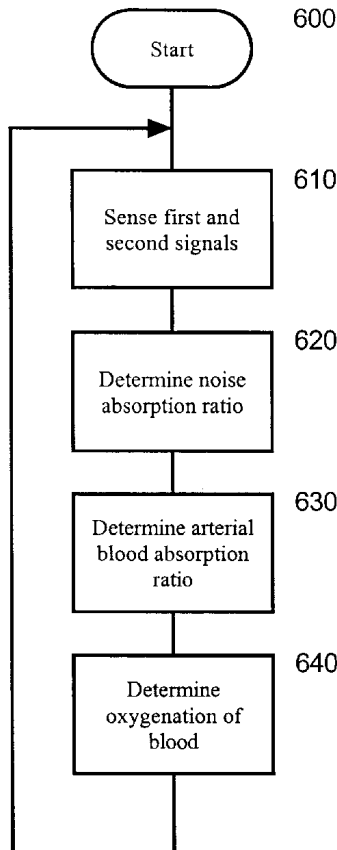 600
Start
610
Sense first and
second signals
620
Determine noise
absorption ratio
630
Determine arterial
blood absorption
ratio
640
Determine
oxygenation of
blood